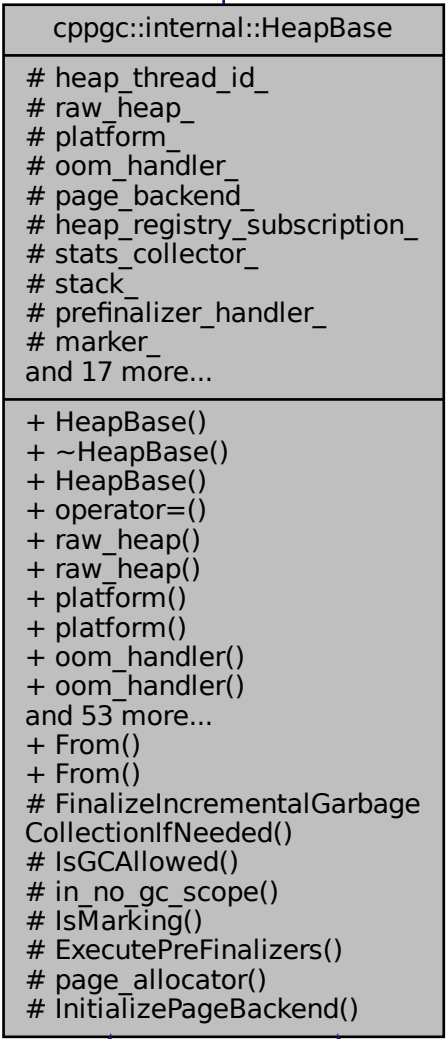 cppgc::internal::HeapBase
# heap_thread_id_
# raw_heap_
# platform_
# oom_handler_
# page_backend_
# heap_registry_subscription_
# stats_collector_
# stack_
# prefinalizer_handler_
# marker_
and 17 more...
+ HeapBase()
+ ~HeapBase()
+ HeapBase()
+ operator=()
+ raw_heap()
+ raw_heap()
+ platform()
+ platform()
+ oom_handler()
+ oom_handler()
and 53 more...
+ From()
+ From()
# FinalizeIncrementalGarbage
CollectionIfNeeded()
# IsGCAllowed()
# in_no_gc_scope()
# IsMarking()
# ExecutePreFinalizers()
# page_allocator()
# InitializePageBackend()